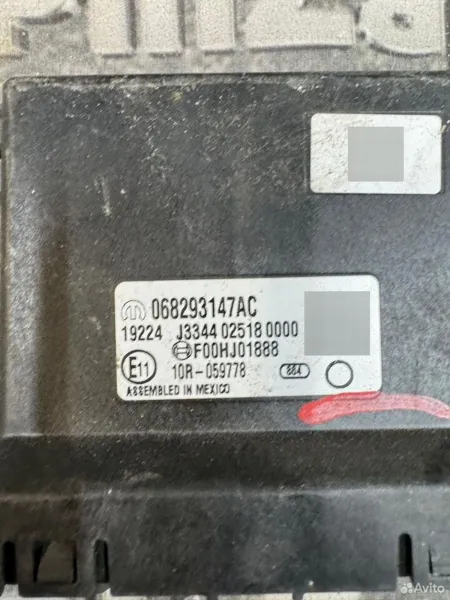 068293147AC
19224 J3344 02518 0000
F00HJ01888
E11 10R-059778 884
ASSEMBLED IN MEXICO
Avito